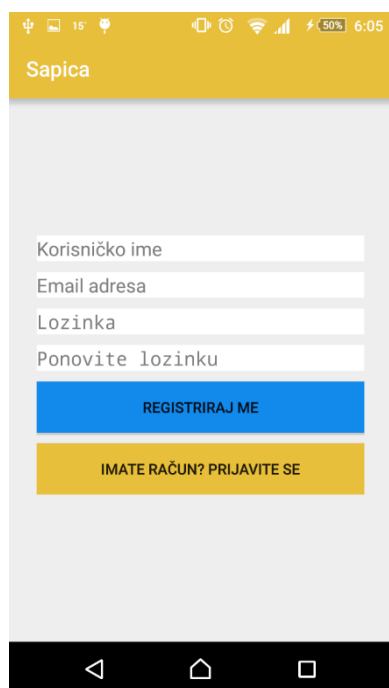 15°
50%
6:05
Sapica
Korisničko ime
Email adresa
Lozinka
Ponovite lozinku
REGISTRIRAJ ME
IMATE RAČUN? PRIJAVITE SE